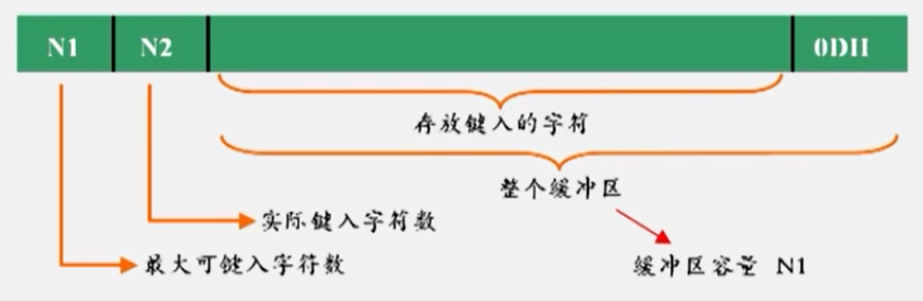 N1 N2 0DH
存放键入的字符
整个缓冲区
实际键入字符数
最大可键入字符数
缓冲区容量 N1